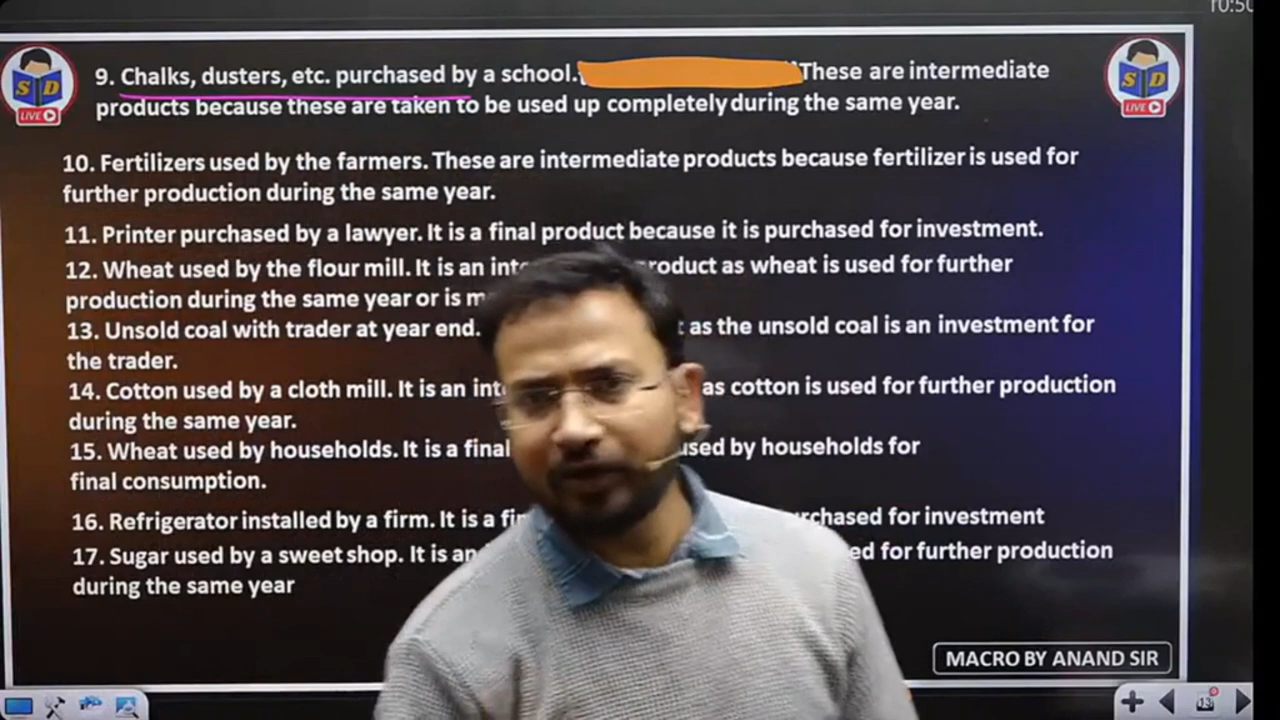 10:50
S D
LIVE
S D
LIVE
9. Chalks, dusters, etc. purchased by a school. These are intermediate
products because these are taken to be used up completely during the same year.
10. Fertilizers used by the farmers. These are intermediate products because fertilizer is used for
further production during the same year.
11. Printer purchased by a lawyer. It is a final product because it is purchased for investment.
12. Wheat used by the flour mill. It is an roduct as wheat is used for further
production during the same year or is
13. Unsold coal with trader at year end. as the unsold coal is an investment for
the trader.
14. Cotton used by a cloth mill. It is an as cotton is used for further production
during the same year.
15. Wheat used by households. It is a final used by households for
final consumption.
16. Refrigerator installed by a firm. It is a rchased for investment
17. Sugar used by a sweet shop. It is an ed for further production
during the same year
MACRO BY ANAND SIR